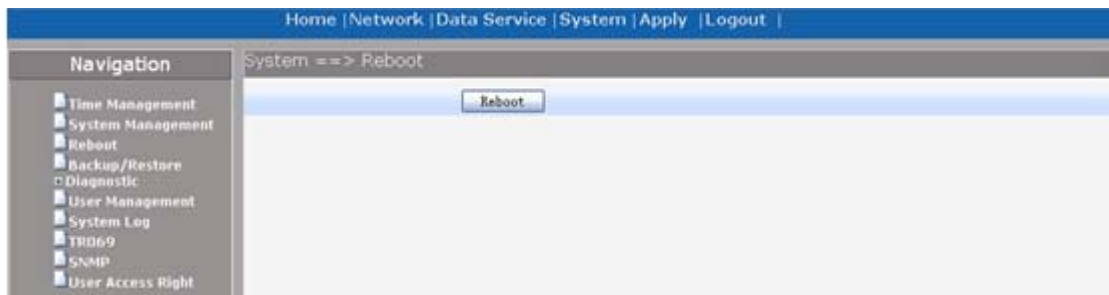 Home |Network |Data Service |System |Apply |Logout |
Navigation
System ==> Reboot
Reboot
Time Management
System Management
Reboot
Backup/Restore
Diagnostic
User Management
System Log
TR069
SNMP
User Access Right